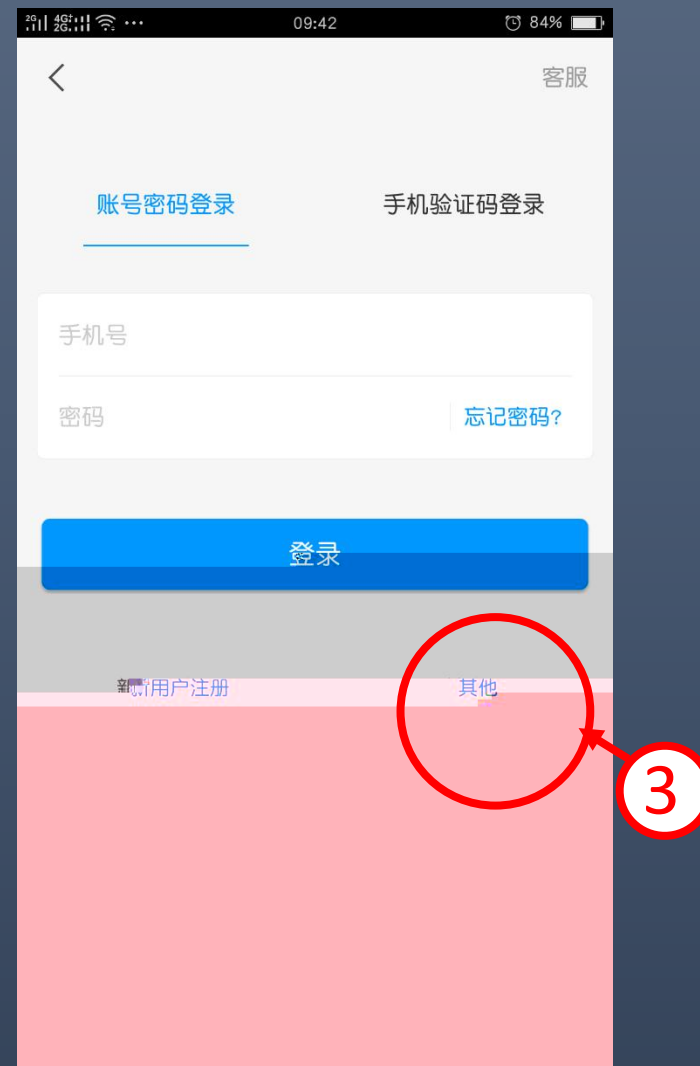 2G 4G+ 2G ... 09:42 84%
客服
账号密码登录 手机验证码登录
手机号
密码 忘记密码?
登录
新用户注册 其他
3